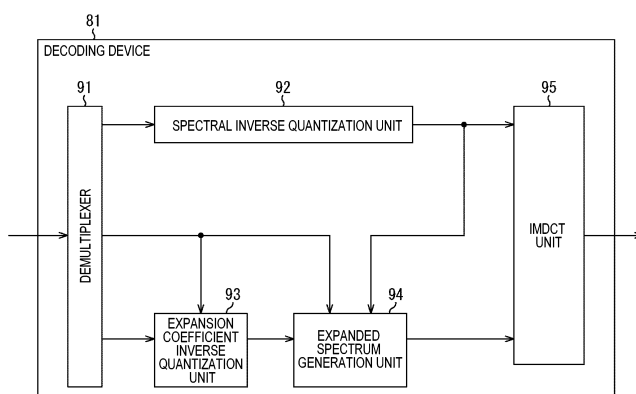 81
DECODING DEVICE
91
92
95
SPECTRAL INVERSE QUANTIZATION UNIT
DEMULTIPLEXER
IMDCT
UNIT
93
94
EXPANSION
COEFFICIENT
INVERSE
QUANTIZATION
UNIT
EXPANDED
SPECTRUM
GENERATION UNIT